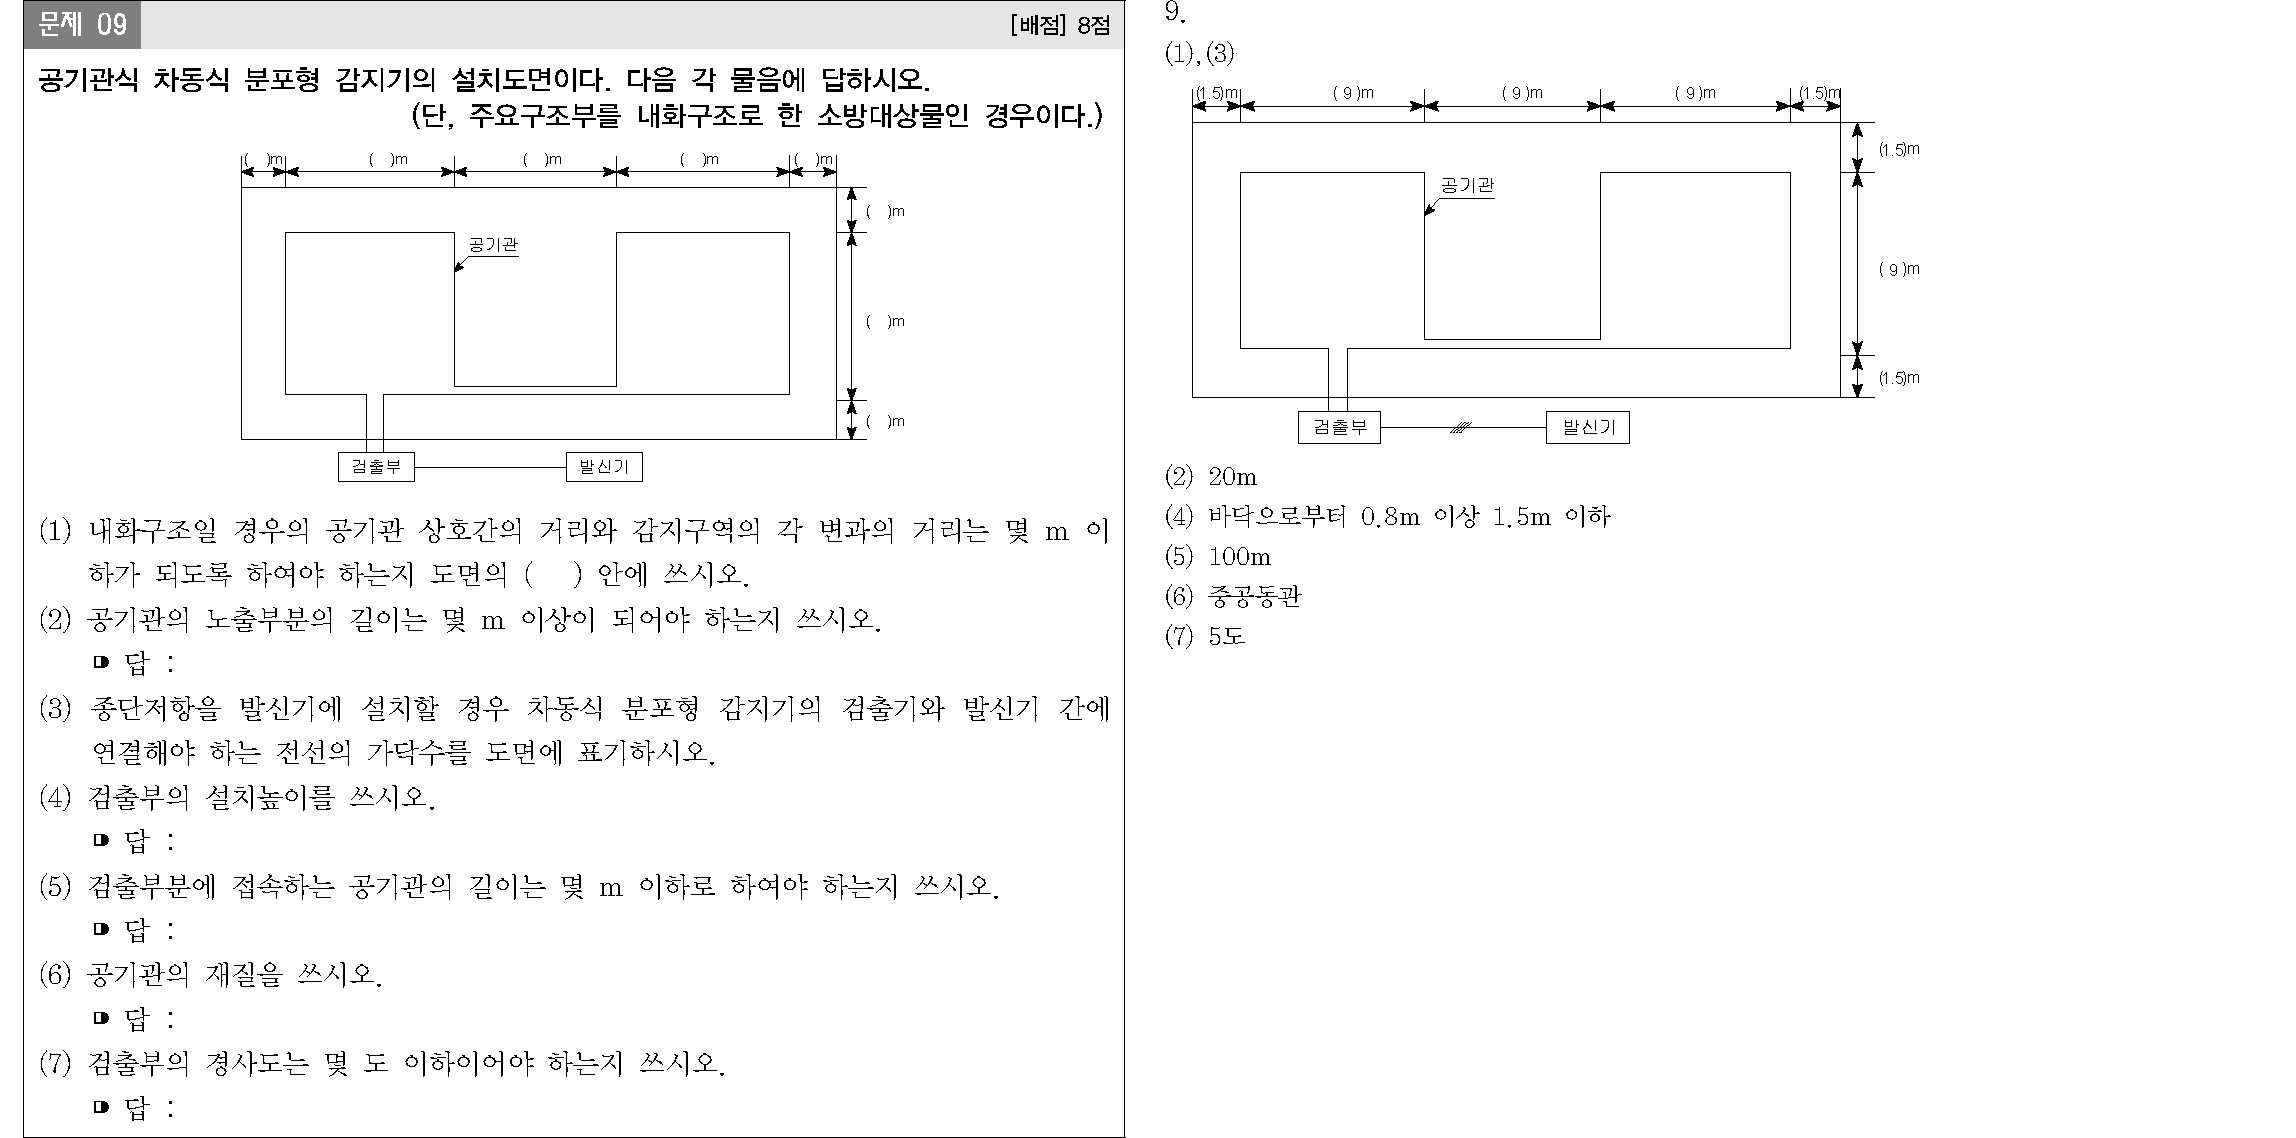 문제 09
[배점] 8점
공기관식 차동식 분포형 감지기의 설치도면이다. 다음 각 물음에 답하시오.
(단, 주요구조부를 내화구조로 한 소방대상물인 경우이다.)
( )m ( )m ( )m ( )m ( )m
( )m
공기관
( )m
( )m
검출부
발신기
(1) 내화구조일 경우의 공기관 상호간의 거리와 감지구역의 각 변과의 거리는 몇 m 이
하가 되도록 하여야 하는지 도면의 ( ) 안에 쓰시오.
(2) 공기관의 노출부분의 길이는 몇 m 이상이 되어야 하는지 쓰시오.
답 :
(3) 종단저항을 발신기에 설치할 경우 차동식 분포형 감지기의 검출기와 발신기 간에
연결해야 하는 전선의 가닥수를 도면에 표기하시오.
(4) 검출부의 설치높이를 쓰시오.
답 :
(5) 검출부분에 접속하는 공기관의 길이는 몇 m 이하로 하여야 하는지 쓰시오.
답 :
(6) 공기관의 재질을 쓰시오.
답 :
(7) 검출부의 경사도는 몇 도 이하이어야 하는지 쓰시오.
답 :
9.
(1),(3)
(1.5)m ( 9 )m ( 9 )m ( 9 )m (1.5)m
(1.5)m
공기관
( 9 )m
(1.5)m
검출부
발신기
(2) 20m
(4) 바닥으로부터 0.8m 이상 1.5m 이하
(5) 100m
(6) 중공동관
(7) 5도